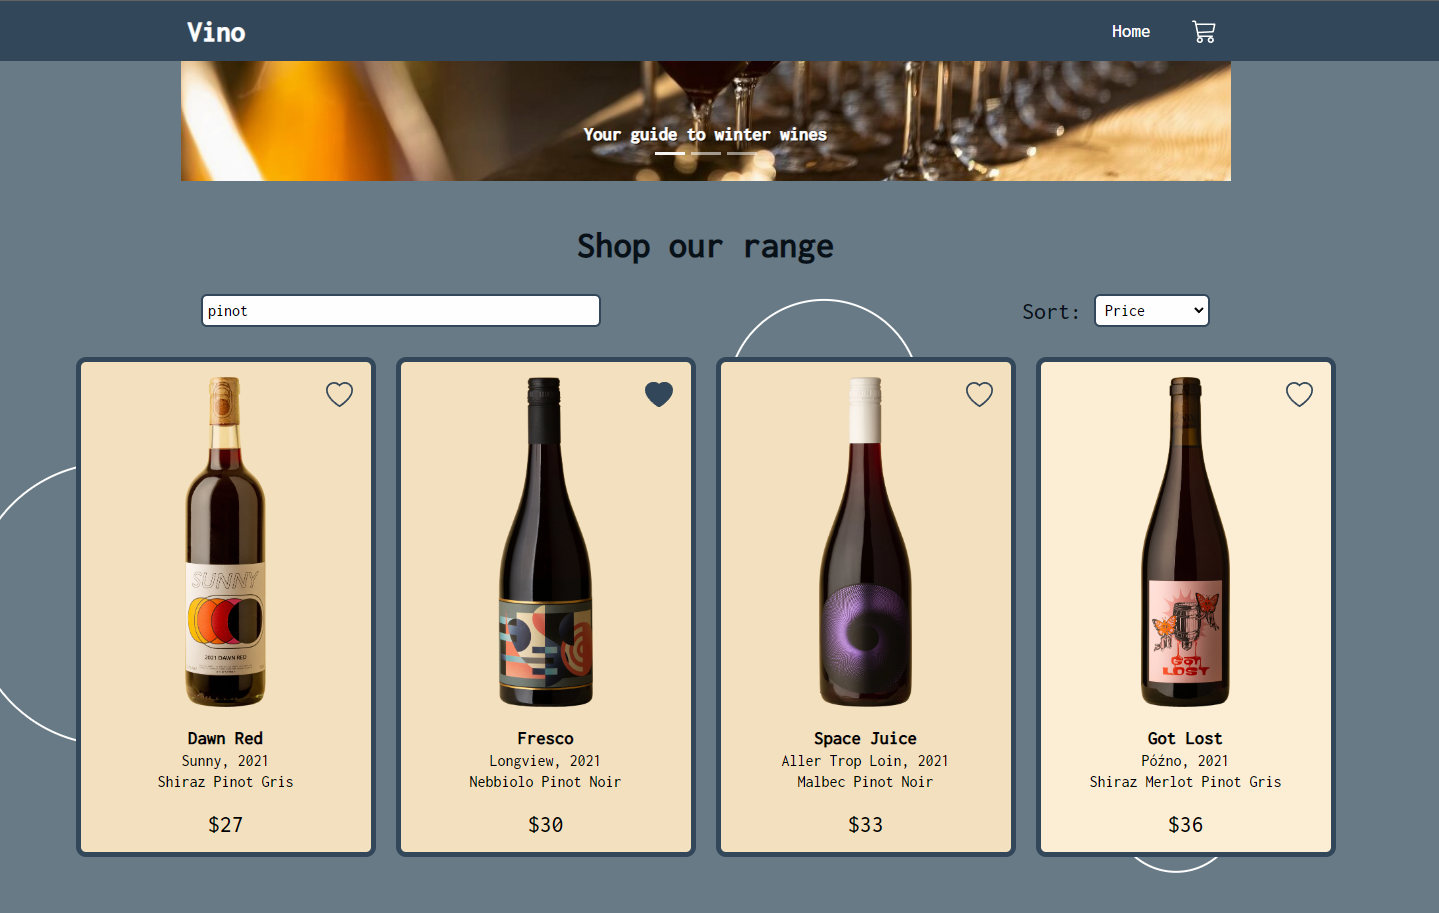 Vino
Home
Your guide to winter wines
Shop our range
pinot
Sort: Price
SUNNY
2021 DAWN RED
GOT
LOST
Dawn Red
Sunny, 2021
Shiraz Pinot Gris
$27
Fresco
Longview, 2021
Nebbiolo Pinot Noir
$30
Space Juice
Aller Trop Loin, 2021
Malbec Pinot Noir
$33
Got Lost
Późno, 2021
Shiraz Merlot Pinot Gris
$36